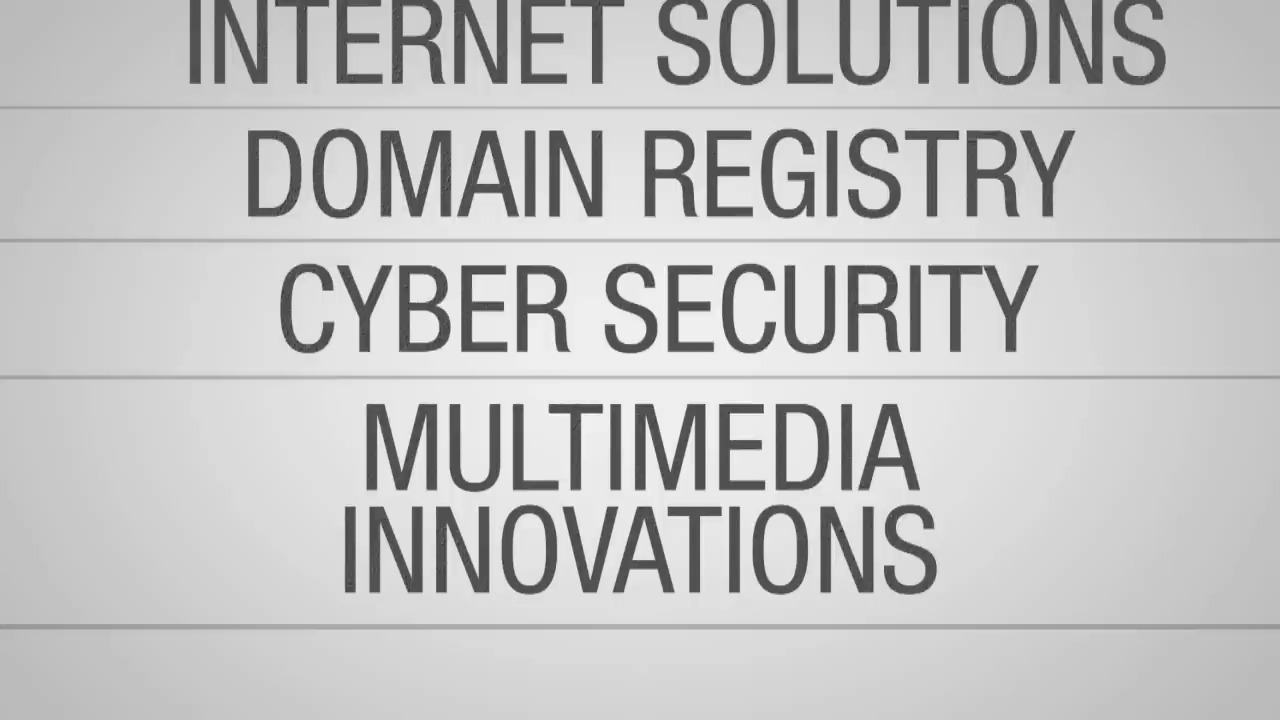 INTERNET SOLUTIONS
DOMAIN REGISTRY
CYBER SECURITY
MULTIMEDIA
INNOVATIONS